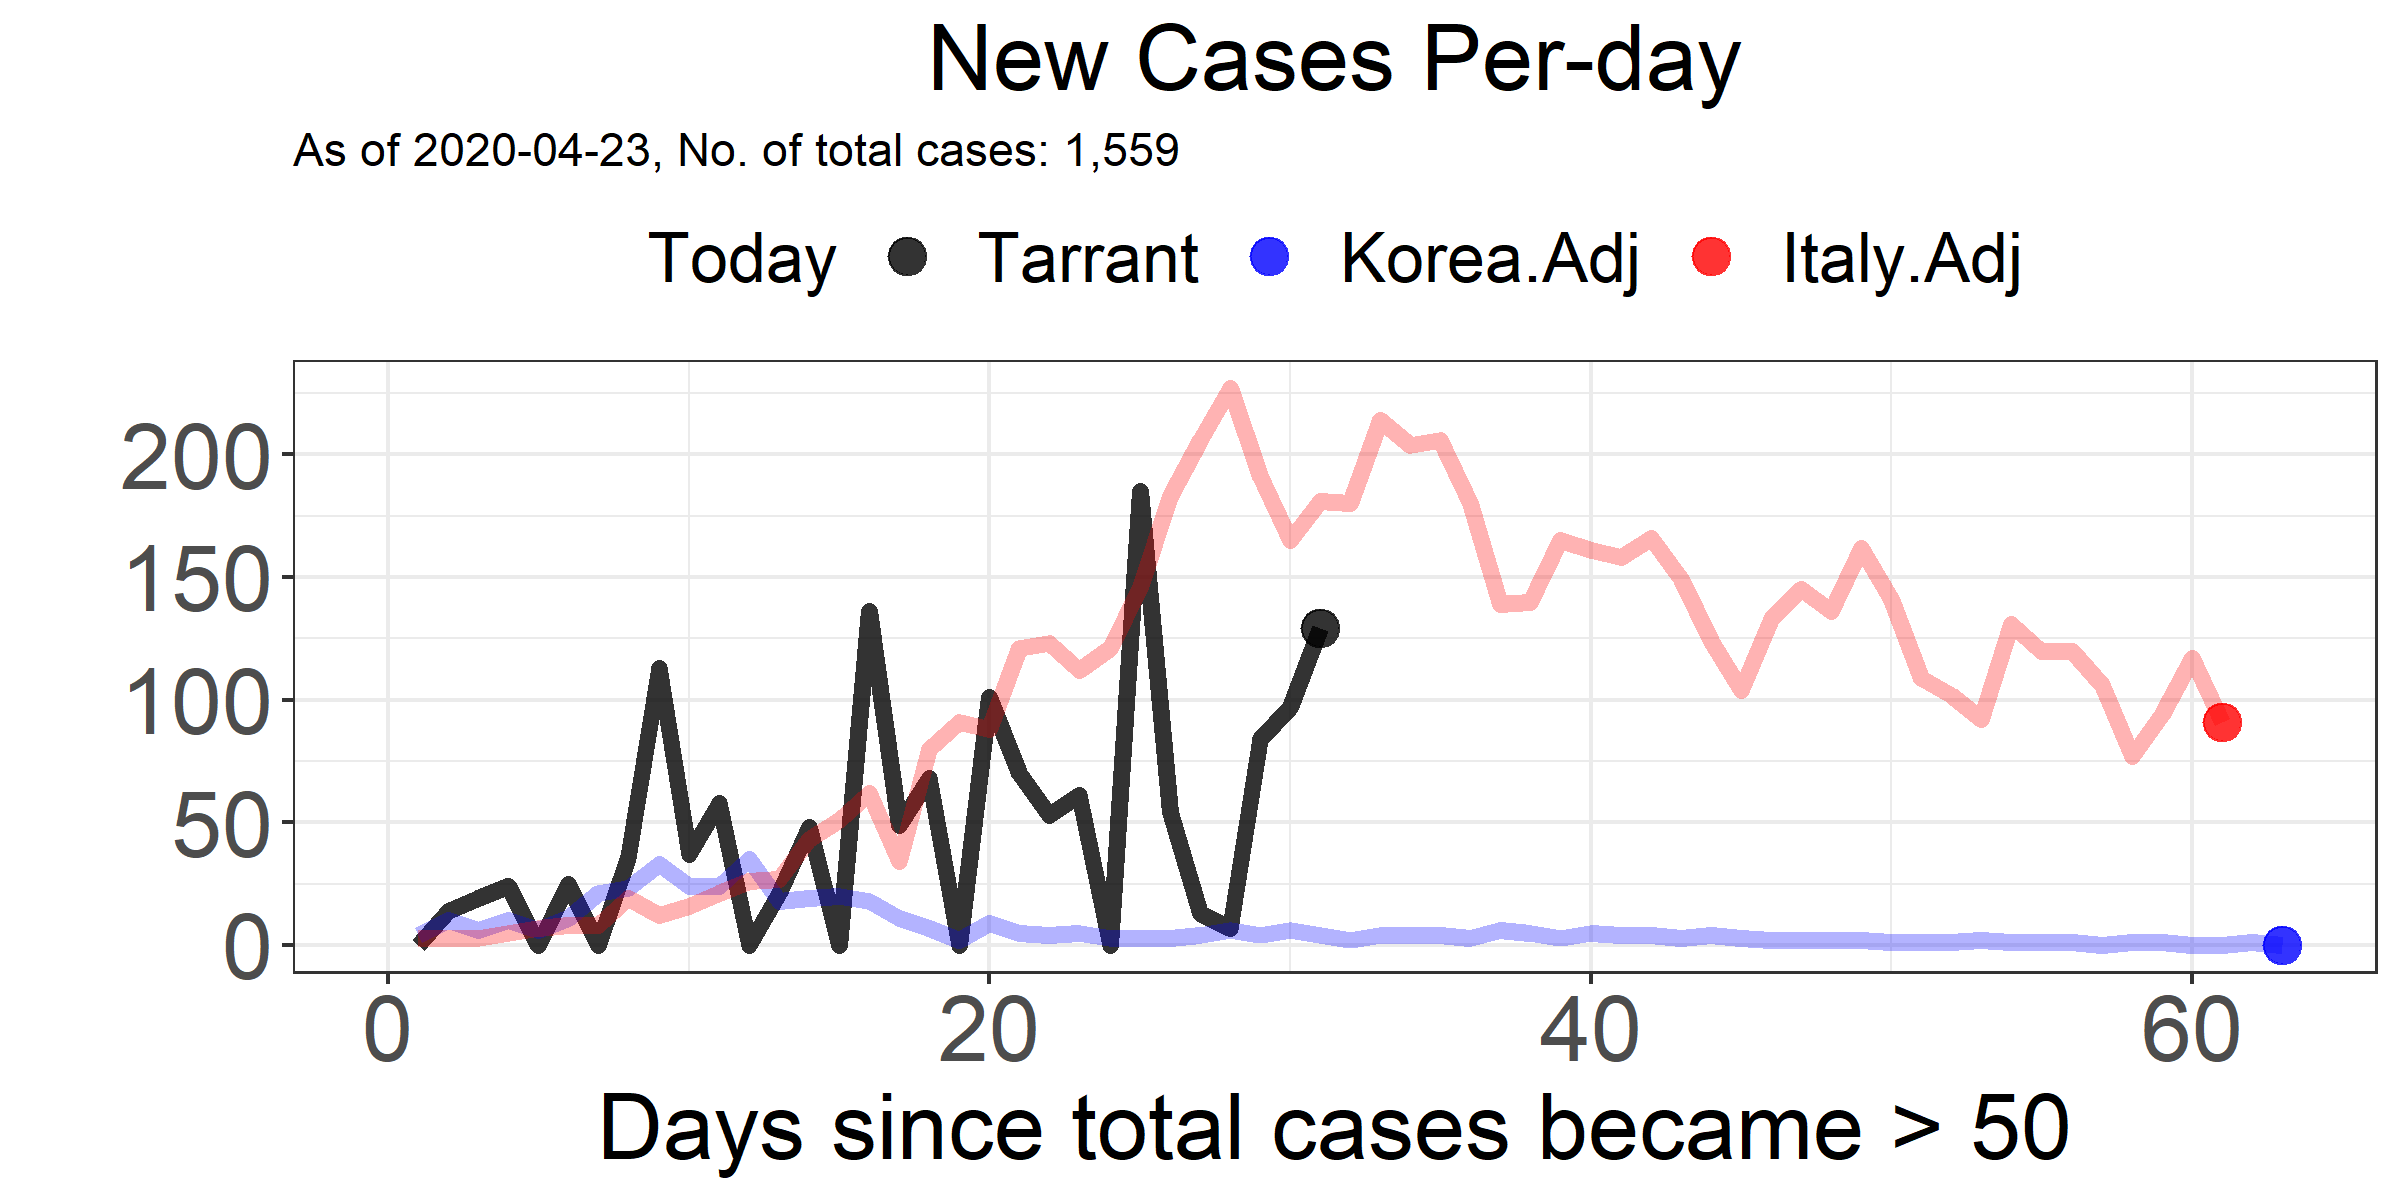 New Cases Per-day
As of 2020-04-23, No. of total cases: 1,559
Today Tarrant Korea.Adj Italy.Adj
200
150
100
50
0
0 20 40 60
Days since total cases became > 50